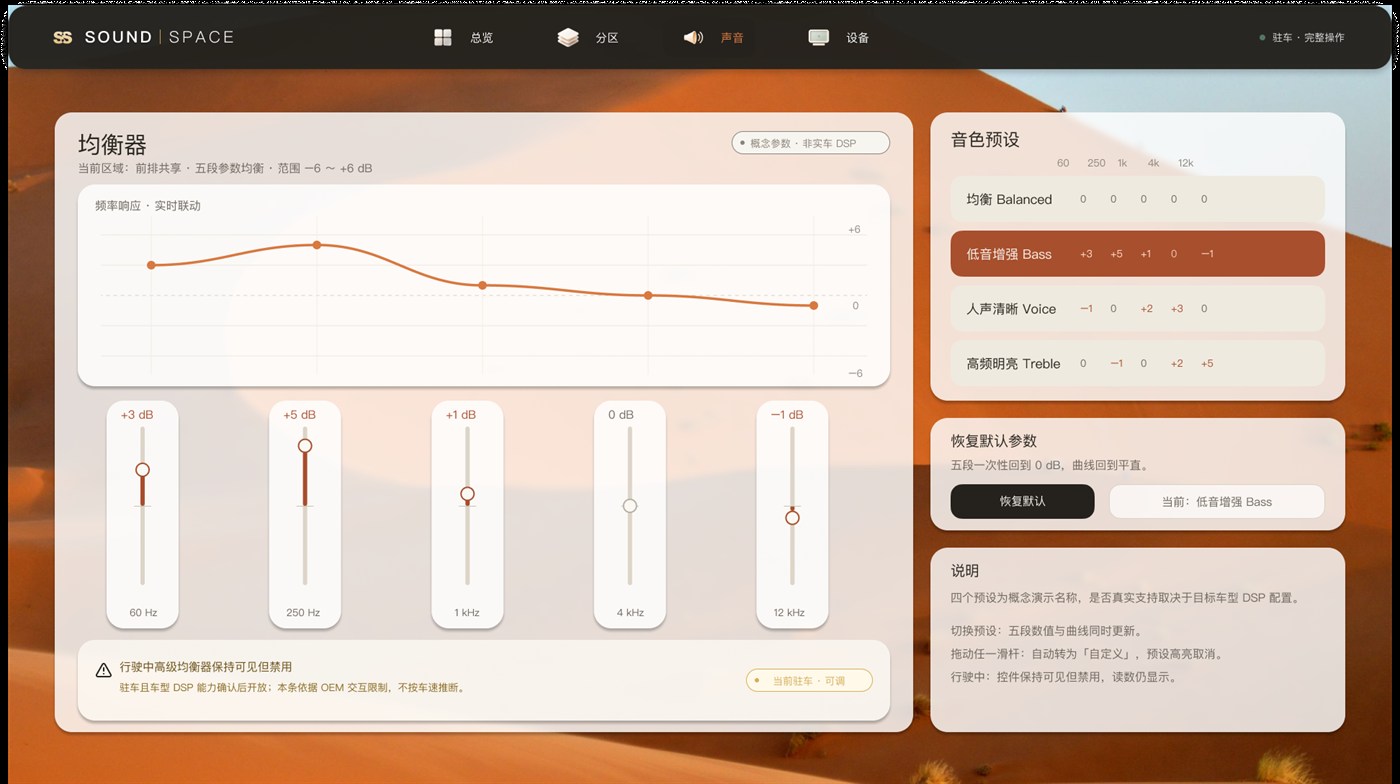 SS SOUND | SPACE
总览
分区
声音
设备
驻车 · 完整操作
均衡器
概念参数 · 非实车 DSP
当前区域：前排共享 · 五段参数均衡 · 范围 −6 ～ +6 dB
频率响应 · 实时联动
+6
0
−6
+3 dB
+5 dB
+1 dB
0 dB
−1 dB
60 Hz
250 Hz
1 kHz
4 kHz
12 kHz
行驶中高级均衡器保持可见但禁用
驻车且车型 DSP 能力确认后开放；本条依据 OEM 交互限制，不按车速推断。
当前驻车 · 可调
音色预设
60 250 1k 4k 12k
均衡 Balanced 0 0 0 0 0
低音增强 Bass +3 +5 +1 0 −1
人声清晰 Voice −1 0 +2 +3 0
高频明亮 Treble 0 −1 0 +2 +5
恢复默认参数
五段一次性回到 0 dB，曲线回到平直。
恢复默认
当前：低音增强 Bass
说明
四个预设为概念演示名称，是否真实支持取决于目标车型 DSP 配置。
切换预设：五段数值与曲线同时更新。
拖动任一滑杆：自动转为「自定义」，预设高亮取消。
行驶中：控件保持可见但禁用，读数仍显示。